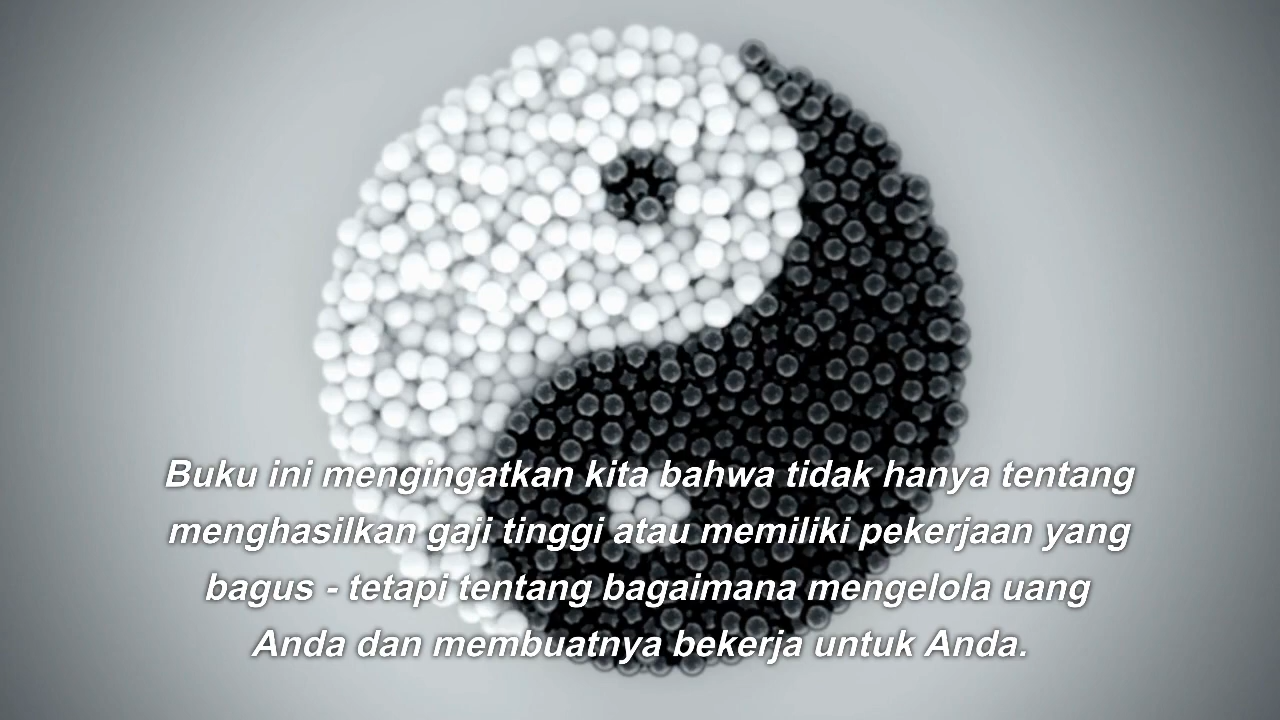 Buku ini mengingatkan kita bahwa tidak hanya tentang
menghasilkan gaji tinggi atau memiliki pekerjaan yang
bagus - tetapi tentang bagaimana mengelola uang
Anda dan membuatnya bekerja untuk Anda.